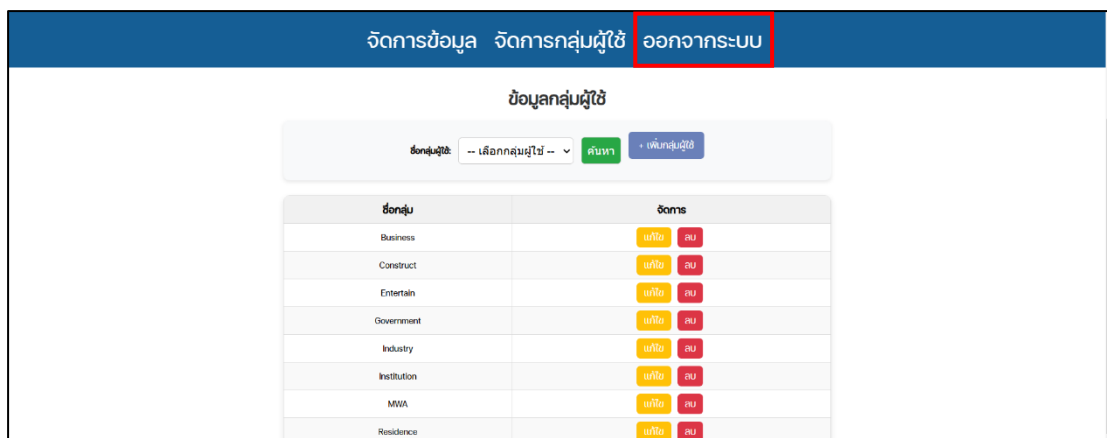 จัดการข้อมูล จัดการกลุ่มผู้ใช้ ออกจากระบบ
ข้อมูลกลุ่มผู้ใช้
ชื่อกลุ่มผู้ใช้: -- เลือกกลุ่มผู้ใช้ -- ค้นหา + เพิ่มกลุ่มผู้ใช้
ชื่อกลุ่ม จัดการ
Business แก้ไข ลบ
Construct แก้ไข ลบ
Entertain แก้ไข ลบ
Government แก้ไข ลบ
Industry แก้ไข ลบ
Institution แก้ไข ลบ
MWA แก้ไข ลบ
Residence แก้ไข ลบ